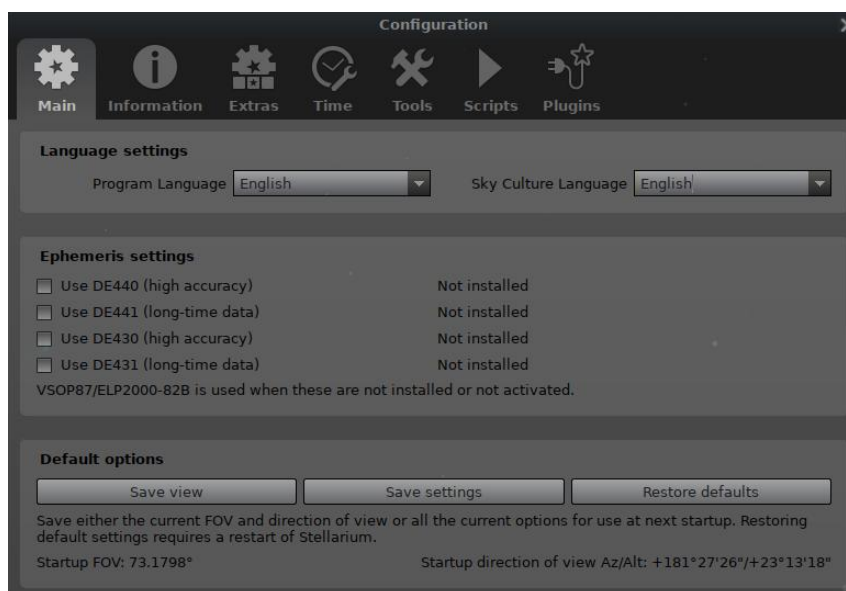 Configuration
Main Information Extras Time Tools Scripts Plugins
Language settings
Program Language English Sky Culture Language English
Ephemeris settings
Use DE440 (high accuracy) Not installed
Use DE441 (long-time data) Not installed
Use DE430 (high accuracy) Not installed
Use DE431 (long-time data) Not installed
VSOP87/ELP2000-82B is used when these are not installed or not activated.
Default options
Save view Save settings Restore defaults
Save either the current FOV and direction of view or all the current options for use at next startup. Restoring
default settings requires a restart of Stellarium.
Startup FOV: 73.1798° Startup direction of view Az/Alt: +181°27'26"/+23°13'18"